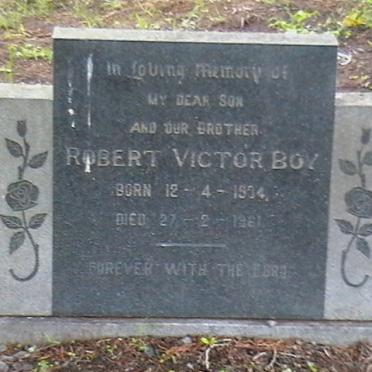 In Loving Memory of
MY DEAR SON
AND OUR BROTHER
ROBERT VICTOR BOY
BORN 12-4-1934,
DIED 27-2-1961
FOREVER WITH THE LORD